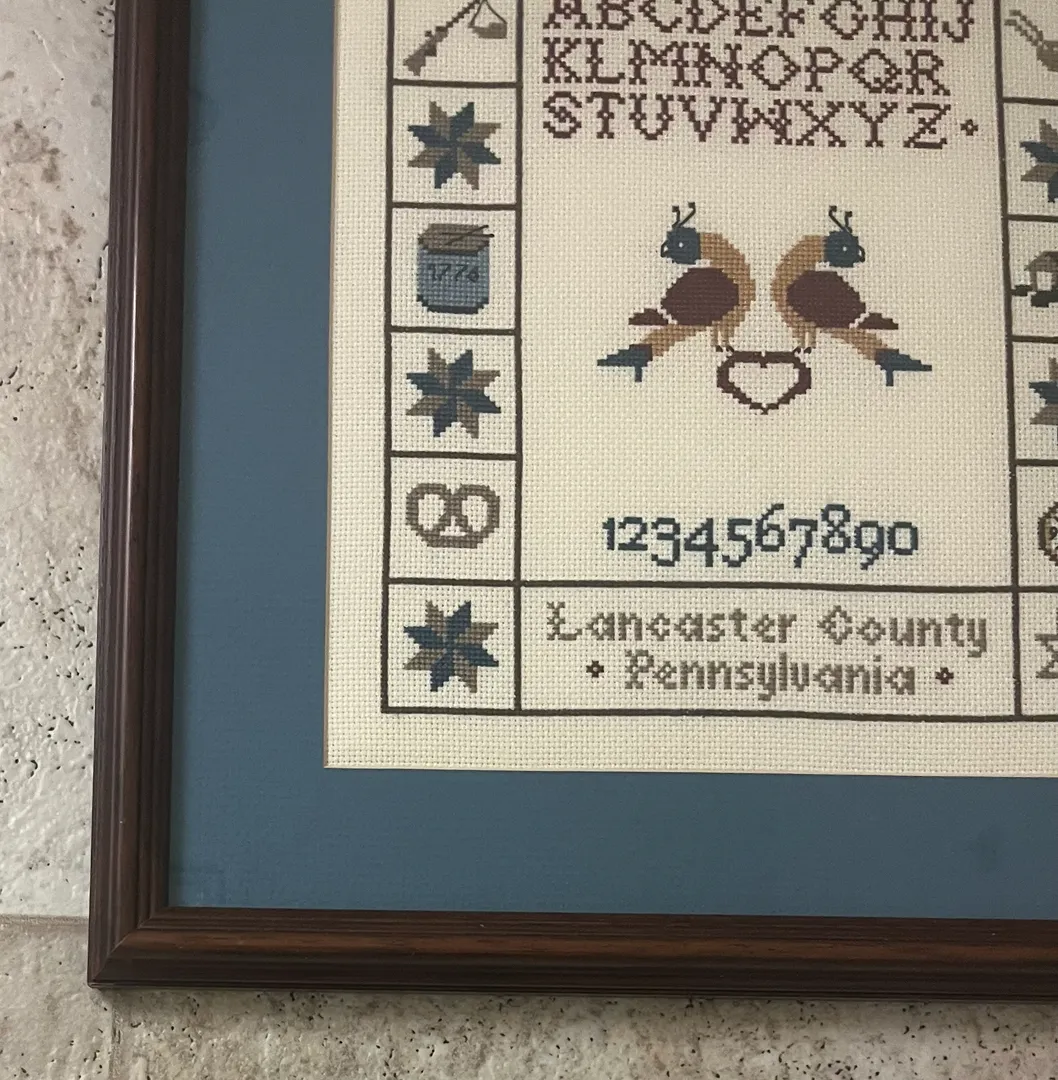 ABCDEFGHIJ
KLMNOPQR
STUVWXYZ
1776
1234567890
Lancaster County
Pennsylvania